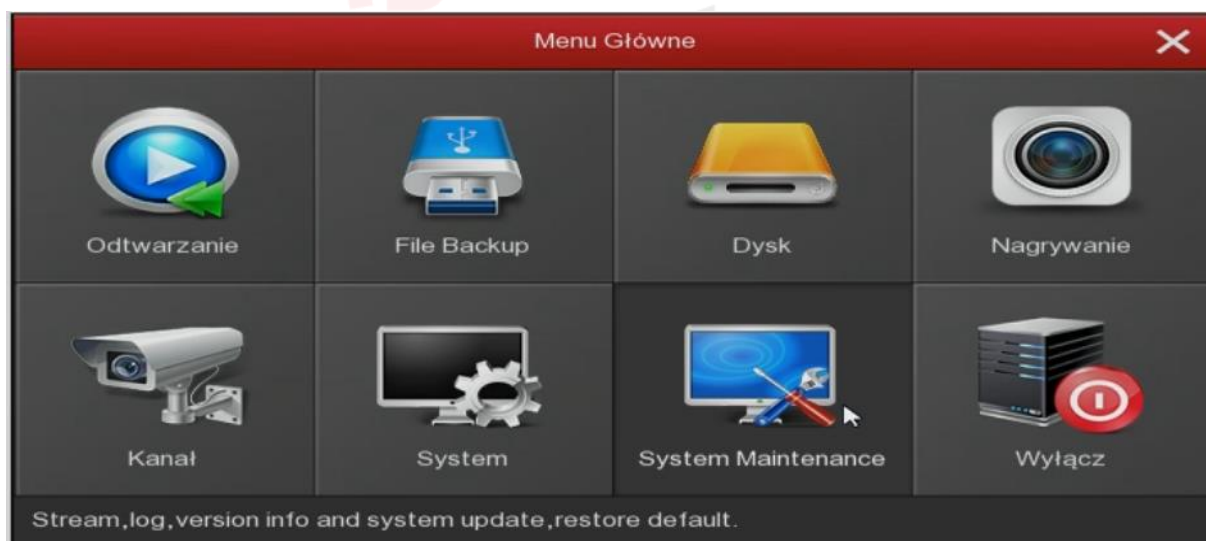 Menu Główne
Odtwarzanie
File Backup
Dysk
Nagrywanie
Kanał
System
System Maintenance
Wyłącz
Stream,log,version info and system update,restore default.